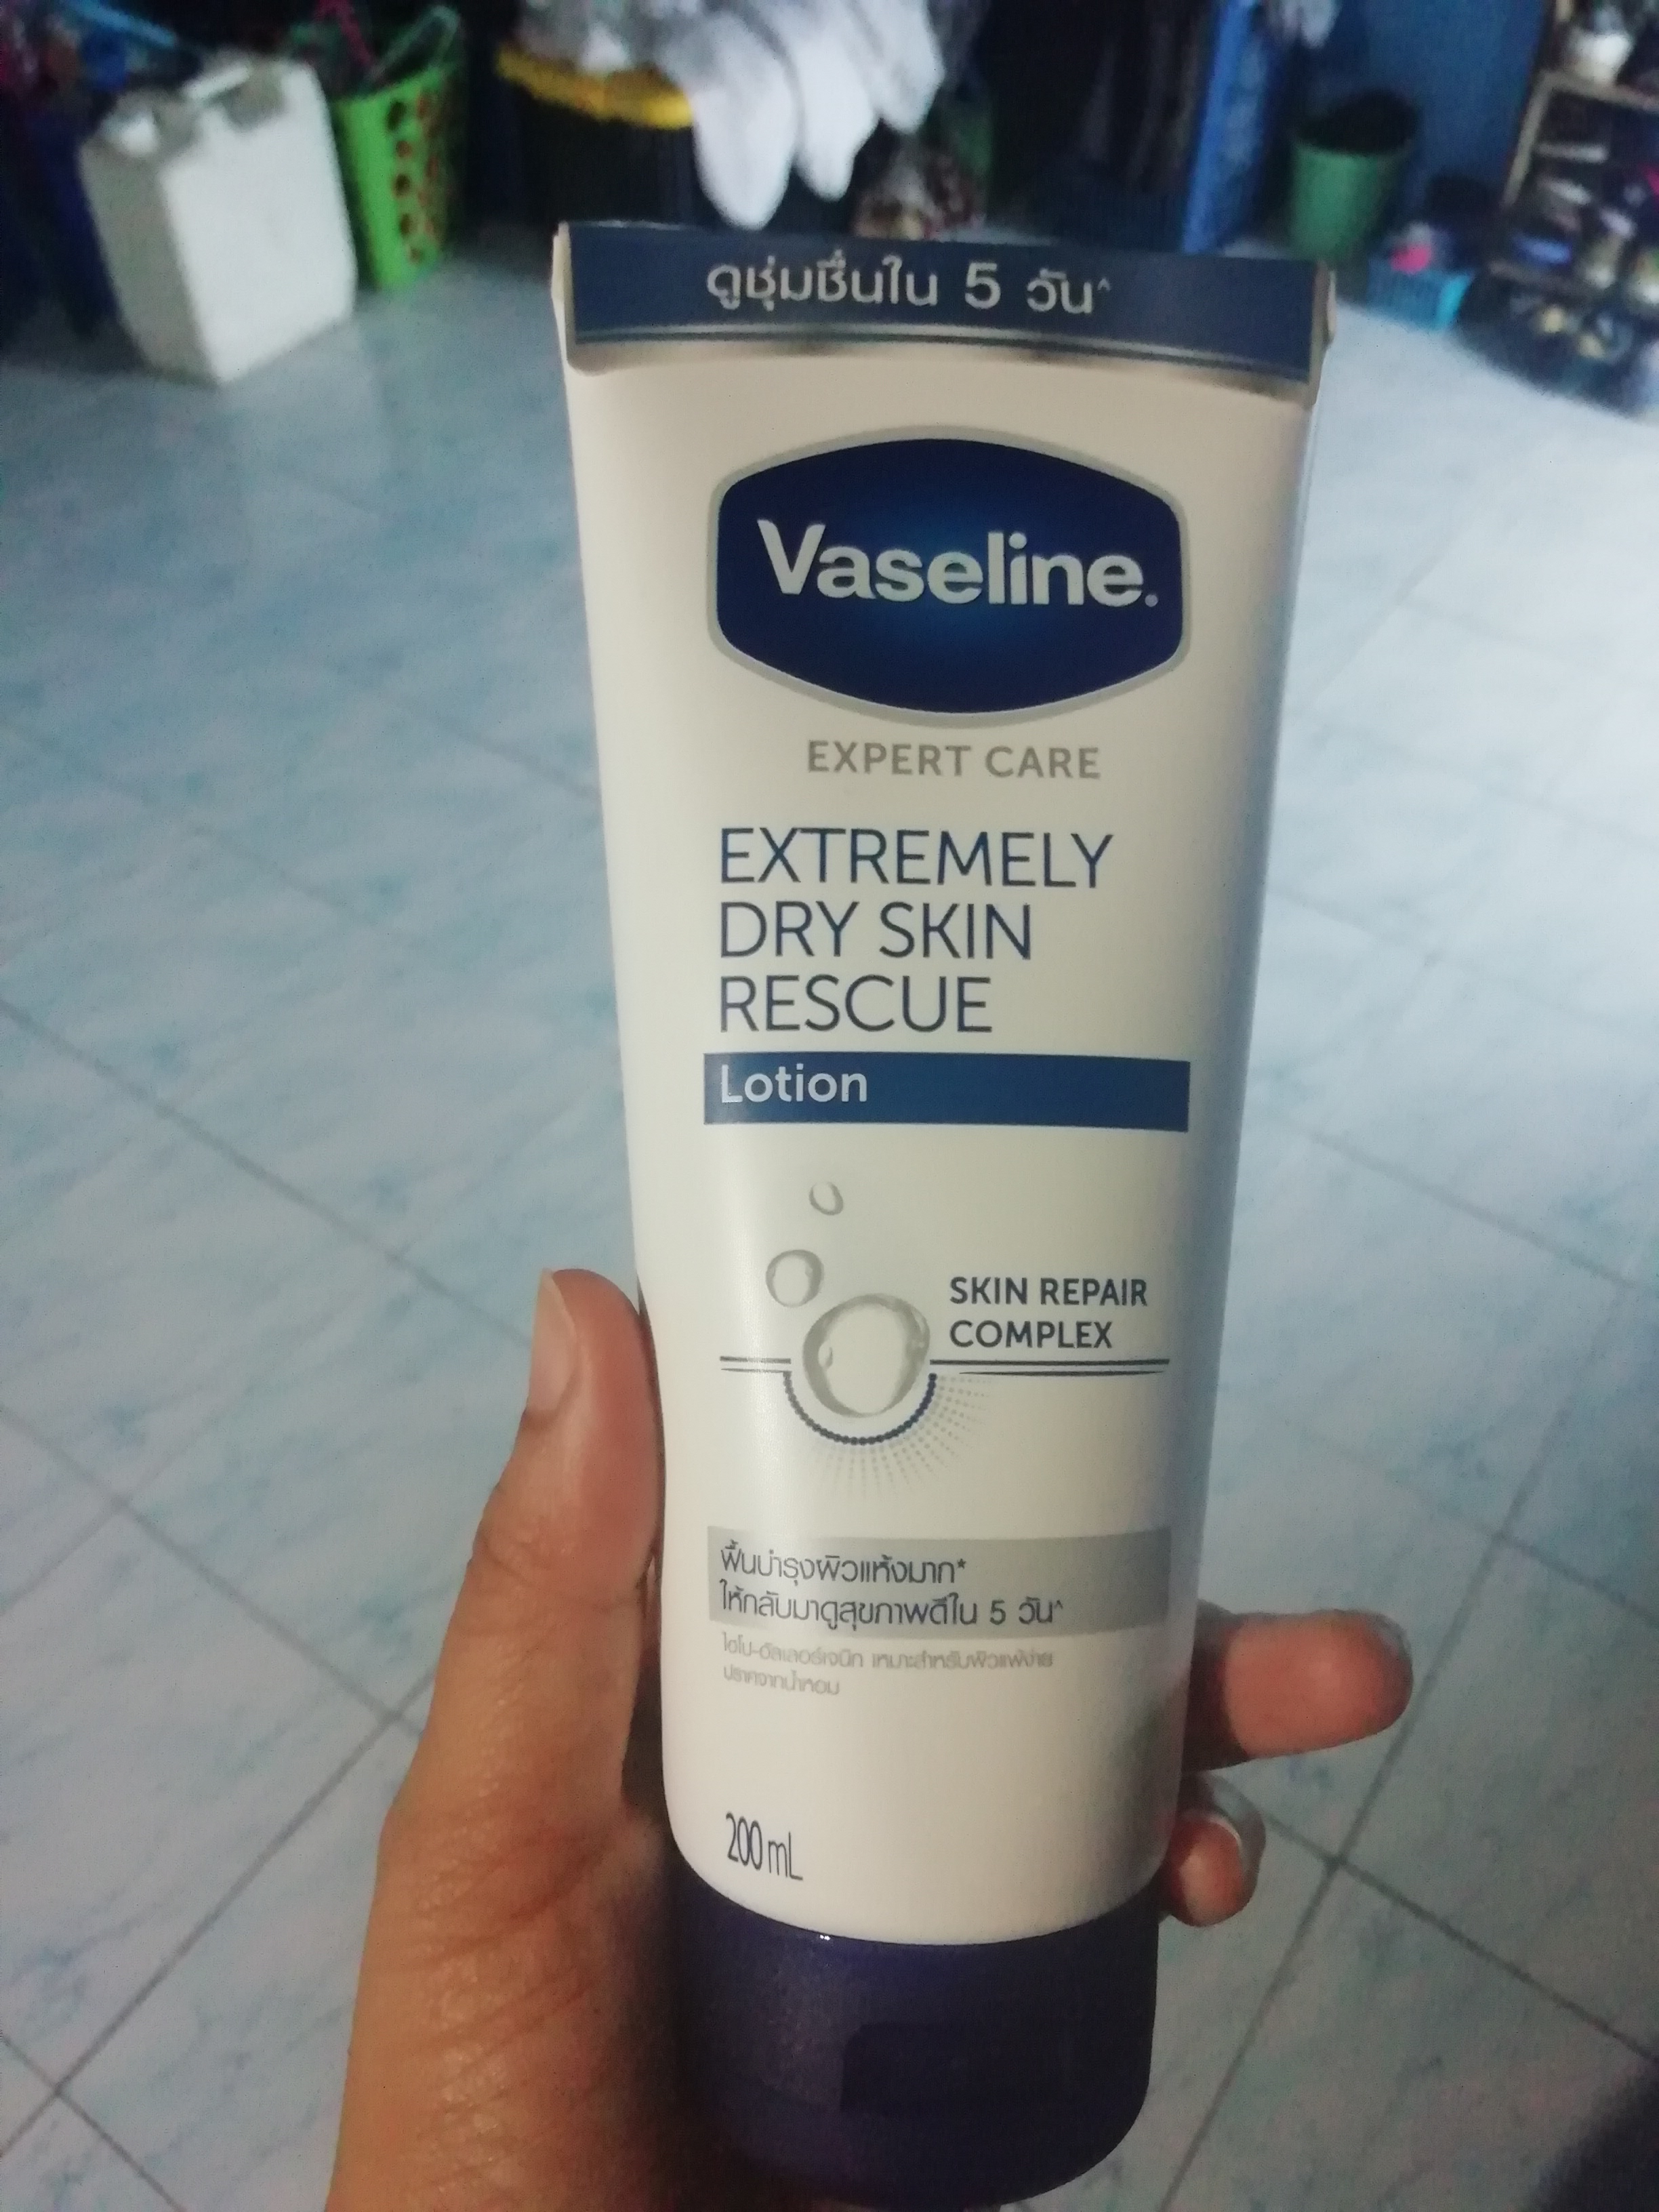 ดูชุ่มชื่นใน 5 วัน^
Vaseline.
EXPERT CARE
EXTREMELY
DRY SKIN
RESCUE
Lotion
SKIN REPAIR
COMPLEX
ฟื้นบำรุงผิวแห้งมาก*
ให้กลับมาดูสุขภาพดีใน 5 วัน^
ไฮโป-อัลเลอร์เจนิก เหมาะสำหรับผิวแพ้ง่าย
ปราศจากน้ำหอม
200 mL